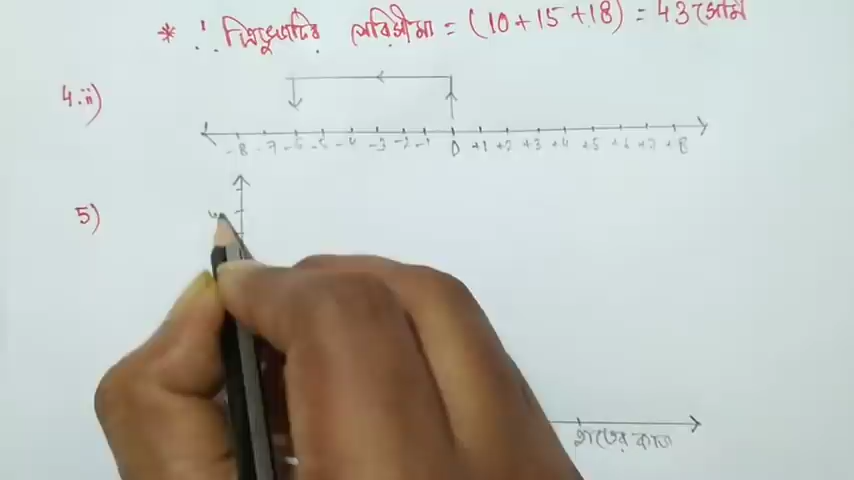 * ∴ ত্রিভুজটির পরিসীমা = (10 + 15 + 18) = 43 সেমি
4.ii)
-8 -7 -6 -5 -4 -3 -2 -1 0 +1 +2 +3 +4 +5 +6 +7 +8
5)
হাতের কাজ